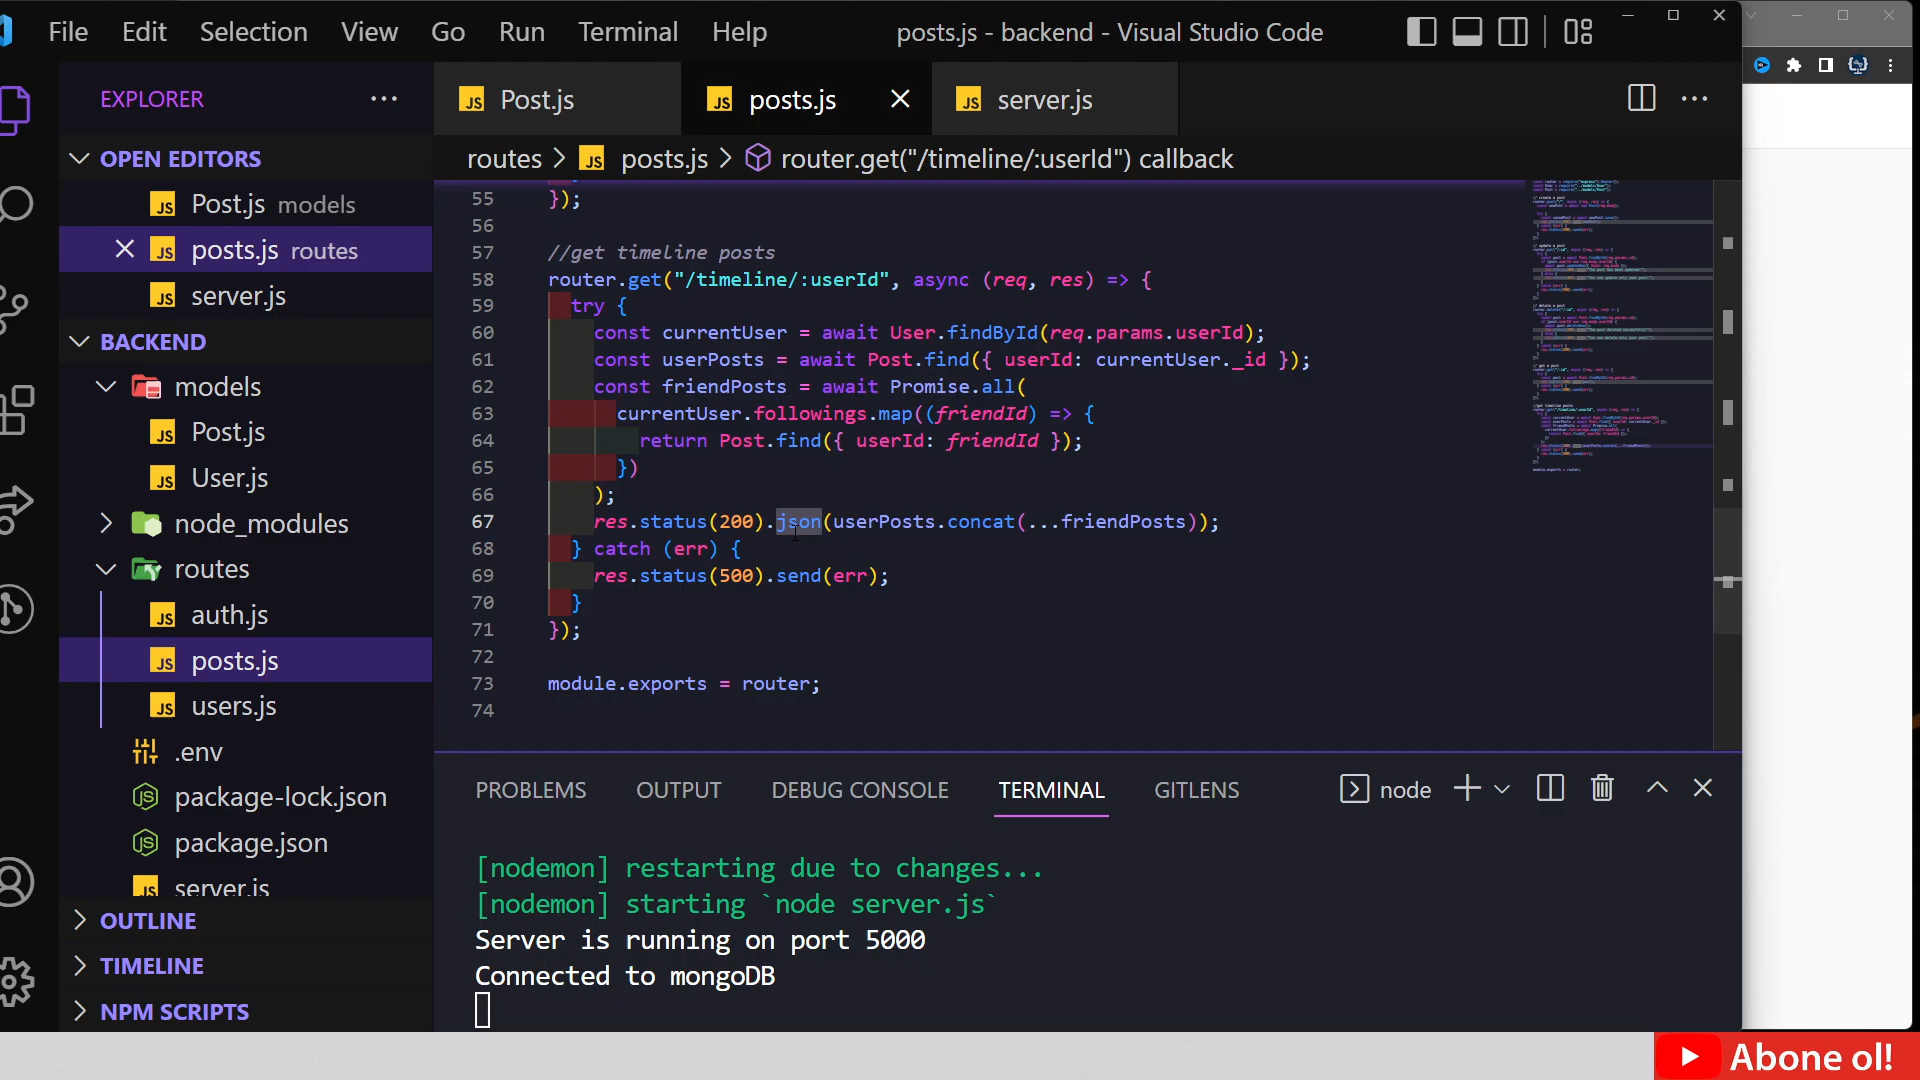 File Edit Selection View Go Run Terminal Help
posts.js - backend - Visual Studio Code
EXPLORER
OPEN EDITORS
Post.js models
posts.js routes
server.js
BACKEND
models
Post.js
User.js
node_modules
routes
auth.js
posts.js
users.js
.env
package-lock.json
package.json
server.js
OUTLINE
TIMELINE
NPM SCRIPTS
Post.js
posts.js
server.js
routes > posts.js > router.get("/timeline/:userId") callback
55 });
56
57 //get timeline posts
58 router.get("/timeline/:userId", async (req, res) => {
59 try {
60 const currentUser = await User.findById(req.params.userId);
61 const userPosts = await Post.find({ userId: currentUser._id });
62 const friendPosts = await Promise.all(
63 currentUser.followings.map((friendId) => {
64 return Post.find({ userId: friendId });
65 })
66 );
67 res.status(200).json(userPosts.concat(...friendPosts));
68 } catch (err) {
69 res.status(500).send(err);
70 }
71 });
72
73 module.exports = router;
74
PROBLEMS OUTPUT DEBUG CONSOLE TERMINAL GITLENS
node
[nodemon] restarting due to changes...
[nodemon] starting `node server.js`
Server is running on port 5000
Connected to mongoDB
Abone ol!